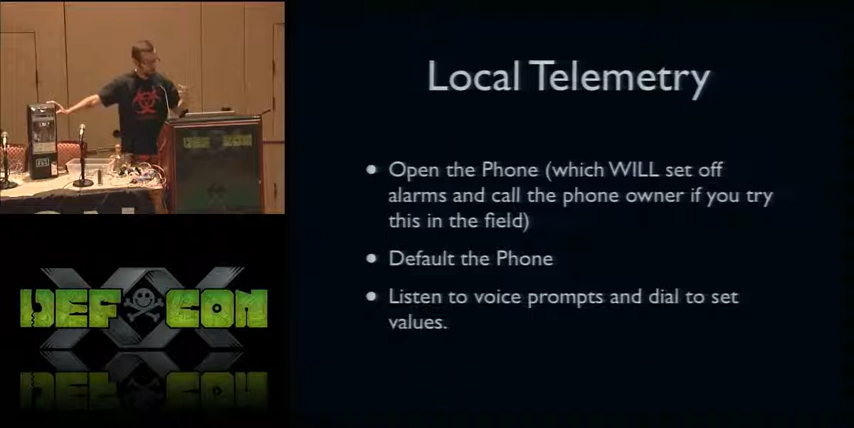 Local Telemetry
• Open the Phone (which WILL set off
alarms and call the phone owner if you try
this in the field)
• Default the Phone
• Listen to voice prompts and dial to set
values.
DEF CON
XX